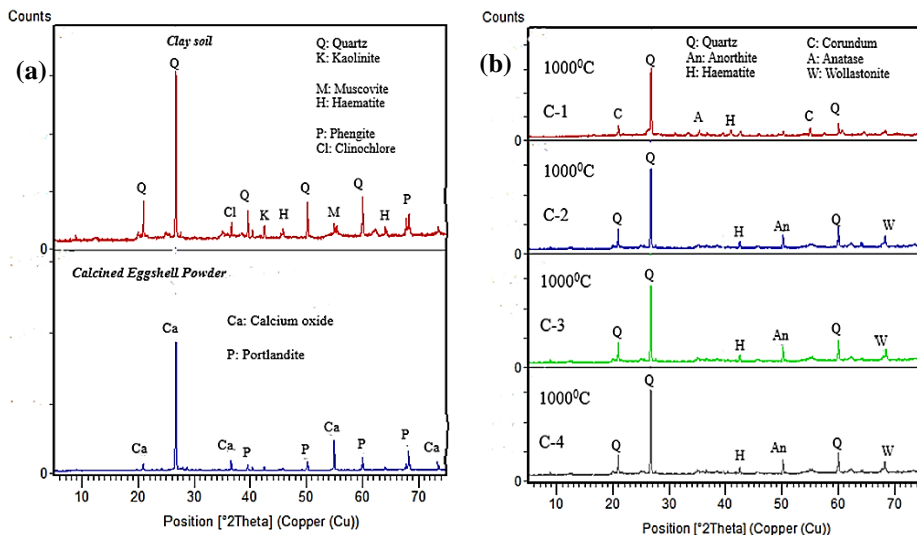 Counts
(a)
Clay soil
Q: Quartz
K: Kaolinite
M: Muscovite
H: Haematite
P: Phengite
Cl: Clinochlore
Q
Q
Cl
Q
K
H
Q
M
Q
H
P
0
Calcined Eggshell Powder
Ca: Calcium oxide
P: Portlandite
Ca
Ca
Ca
P
P
Ca
P
P
Ca
0
10 20 30 40 50 60 70
Position [°2Theta] (Copper (Cu))
Counts
(b)
Q: Quartz
An: Anorthite
H: Haematite
C: Corundum
A: Anatase
W: Wollastonite
1000⁰C
C-1
C
Q
A
H
C
Q
0
1000⁰C
C-2
Q
Q
H
An
Q
W
0
1000⁰C
C-3
Q
Q
H
An
Q
W
0
1000⁰C
C-4
Q
Q
H
An
Q
W
0
10 20 30 40 50 60 70
Position [°2Theta] (Copper (Cu))